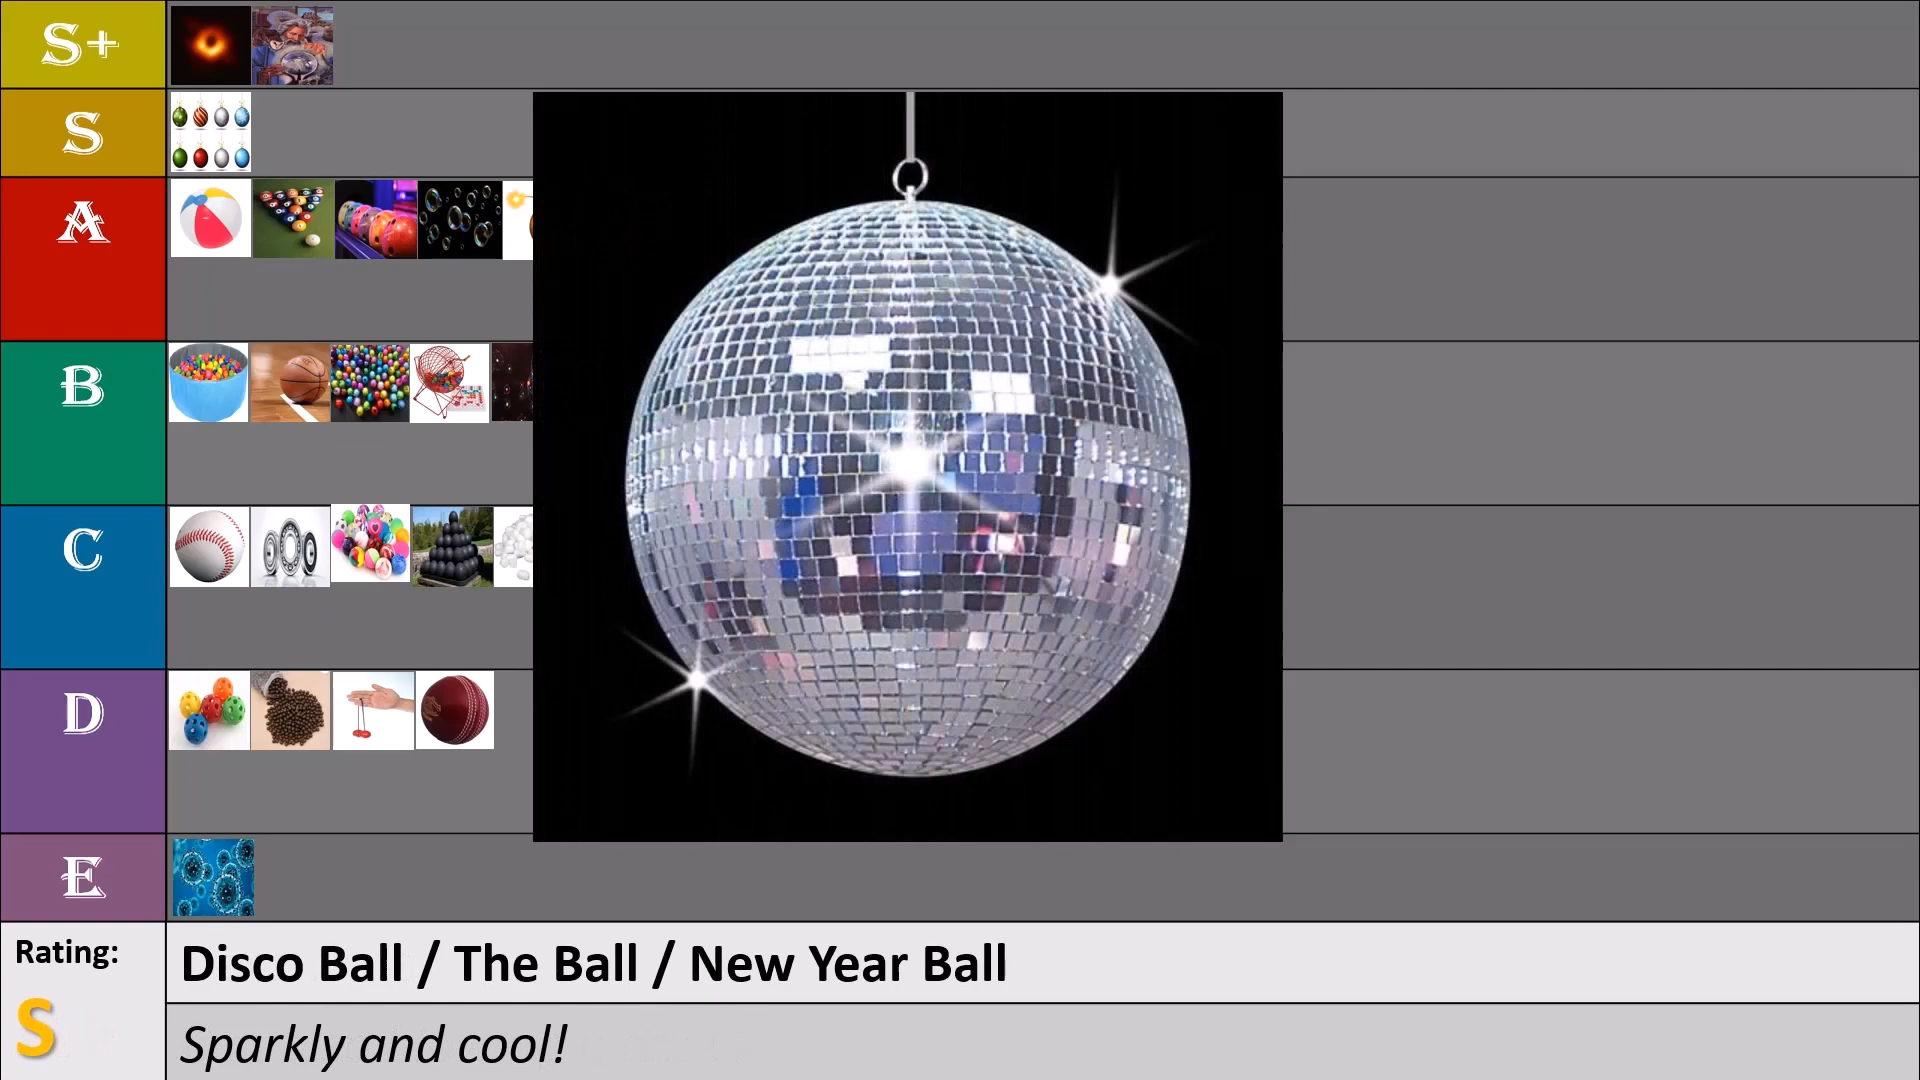 S+
S
A
B
C
D
E
Rating:
S
Disco Ball / The Ball / New Year Ball
Sparkly and cool!